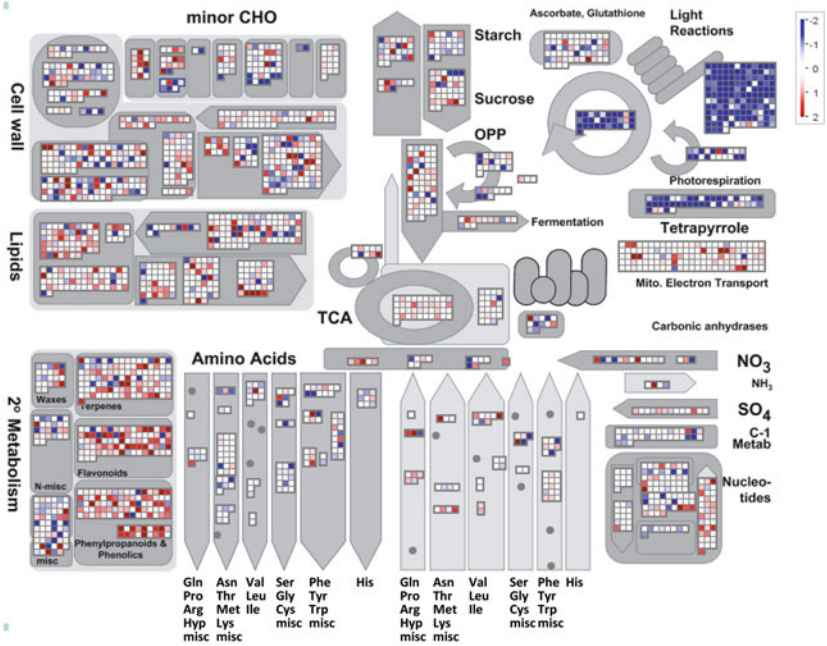 minor CHO
Cell wall
Lipids
2º Metabolism
Starch
Sucrose
OPP
Fermentation
TCA
Ascorbate, Glutathione
Light
Reactions
-2
-1
0
1
2
Photorespiration
Tetrapyrrole
Mito. Electron Transport
Carbonic anhydrases
Amino Acids
NO3
NH3
SO4
C-1
Metab
Nucleo-
tides
Waxes
Terpenes
N-misc
Flavonoids
misc
Phenylpropanoids &
Phenolics
Gln
Pro
Arg
Hyp
misc
Asn
Thr
Met
Lys
misc
Val
Leu
Ile
Ser
Gly
Cys
misc
Phe
Tyr
Trp
misc
His
Gln
Pro
Arg
Hyp
misc
Asn
Thr
Met
Lys
misc
Val
Leu
Ile
Ser
Gly
Cys
misc
Phe
Tyr
Trp
misc
His